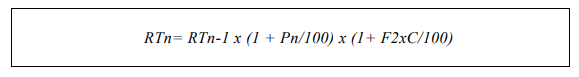 RTn= RTn-1 x (1 + Pn/100) x (1+ F2xC/100)